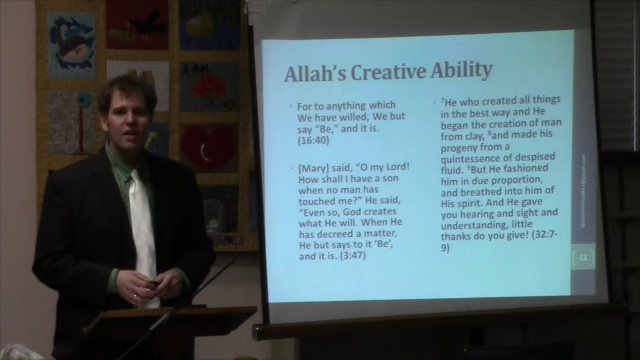 Allah's Creative Ability
For to anything which
We have willed, We but
say "Be," and it is.
(16:40)
[Mary] said, "O my Lord!
How shall I have a son
when no man has
touched me?" He said,
"Even so, God creates
what He will. When He
has decreed a matter,
He but says to it 'Be',
and it is. (3:47)
7He who created all things
in the best way and He
began the creation of man
from clay, 8and made his
progeny from a
quintessence of despised
fluid. 9But He fashioned
him in due proportion,
and breathed into him of
His spirit. And He gave
you hearing and sight and
understanding, little
thanks do you give! (32:7-
9)
11
I AM